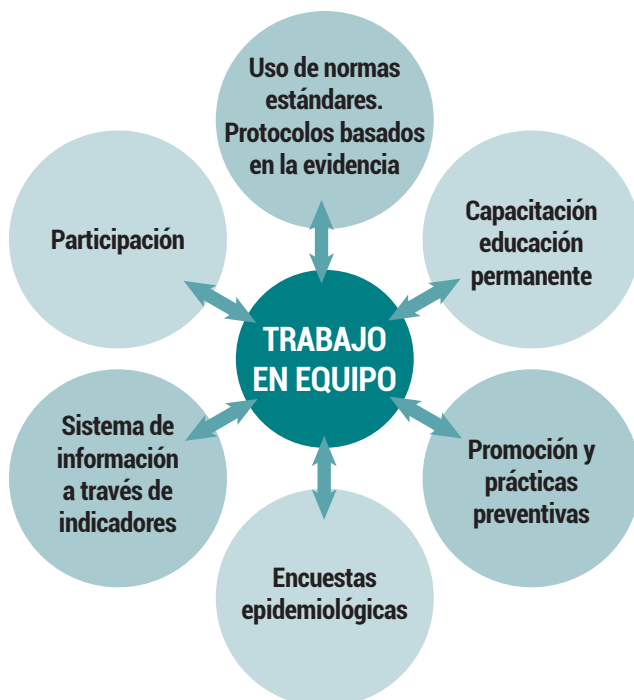 Uso de normas
estándares.
Protocolos basados
en la evidencia
Participación
Capacitación
educación
permanente
TRABAJO
EN EQUIPO
Sistema de
información
a través de
indicadores
Promoción y
prácticas
preventivas
Encuestas
epidemiológicas